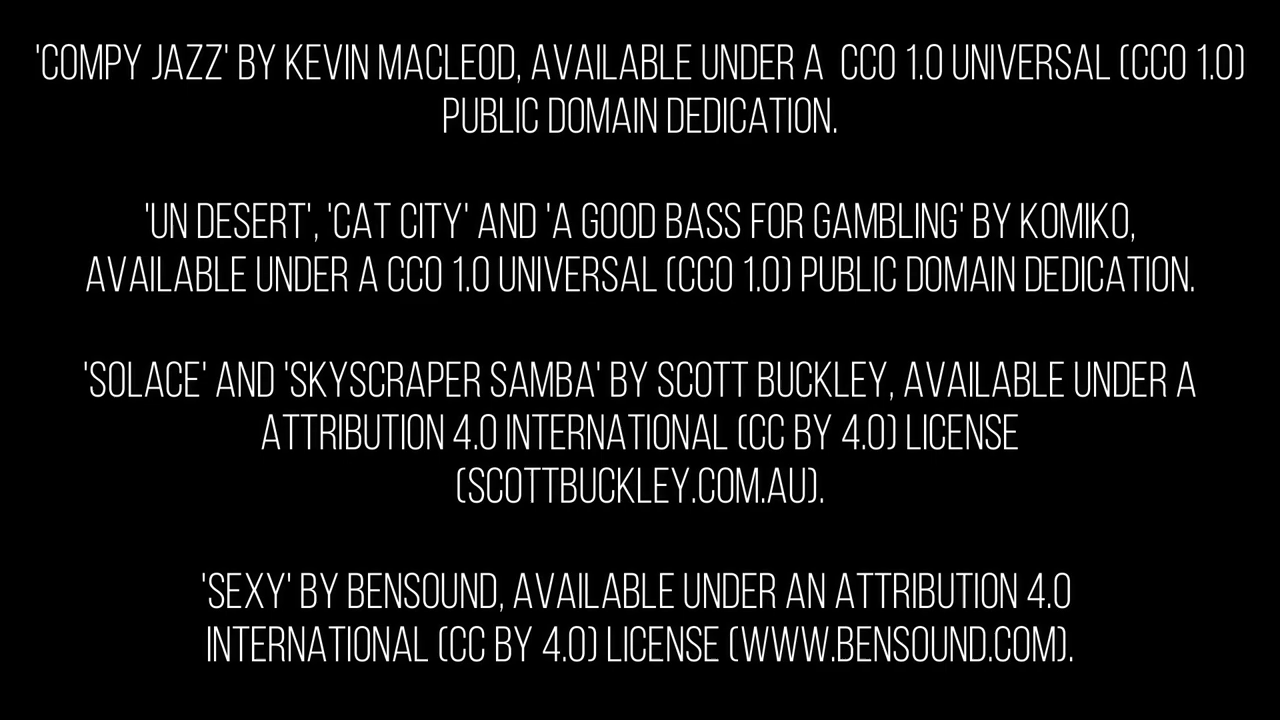 'COMPY JAZZ' BY KEVIN MACLEOD, AVAILABLE UNDER A CC0 1.0 UNIVERSAL (CC0 1.0)
PUBLIC DOMAIN DEDICATION.
'UN DESERT', 'CAT CITY' AND 'A GOOD BASS FOR GAMBLING' BY KOMIKO,
AVAILABLE UNDER A CC0 1.0 UNIVERSAL (CC0 1.0) PUBLIC DOMAIN DEDICATION.
'SOLACE' AND 'SKYSCRAPER SAMBA' BY SCOTT BUCKLEY, AVAILABLE UNDER A
ATTRIBUTION 4.0 INTERNATIONAL (CC BY 4.0) LICENSE
(SCOTTBUCKLEY.COM.AU).
'SEXY' BY BENSOUND, AVAILABLE UNDER AN ATTRIBUTION 4.0
INTERNATIONAL (CC BY 4.0) LICENSE (WWW.BENSOUND.COM).